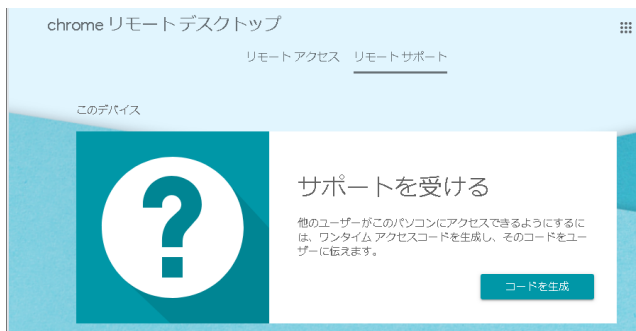 chrome リモート デスクトップ
リモート アクセス リモート サポート
このデバイス
サポートを受ける
他のユーザーがこのパソコンにアクセスできるようにするに
は、ワンタイム アクセスコードを生成し、そのコードをユー
ザーに伝えます。
コードを生成